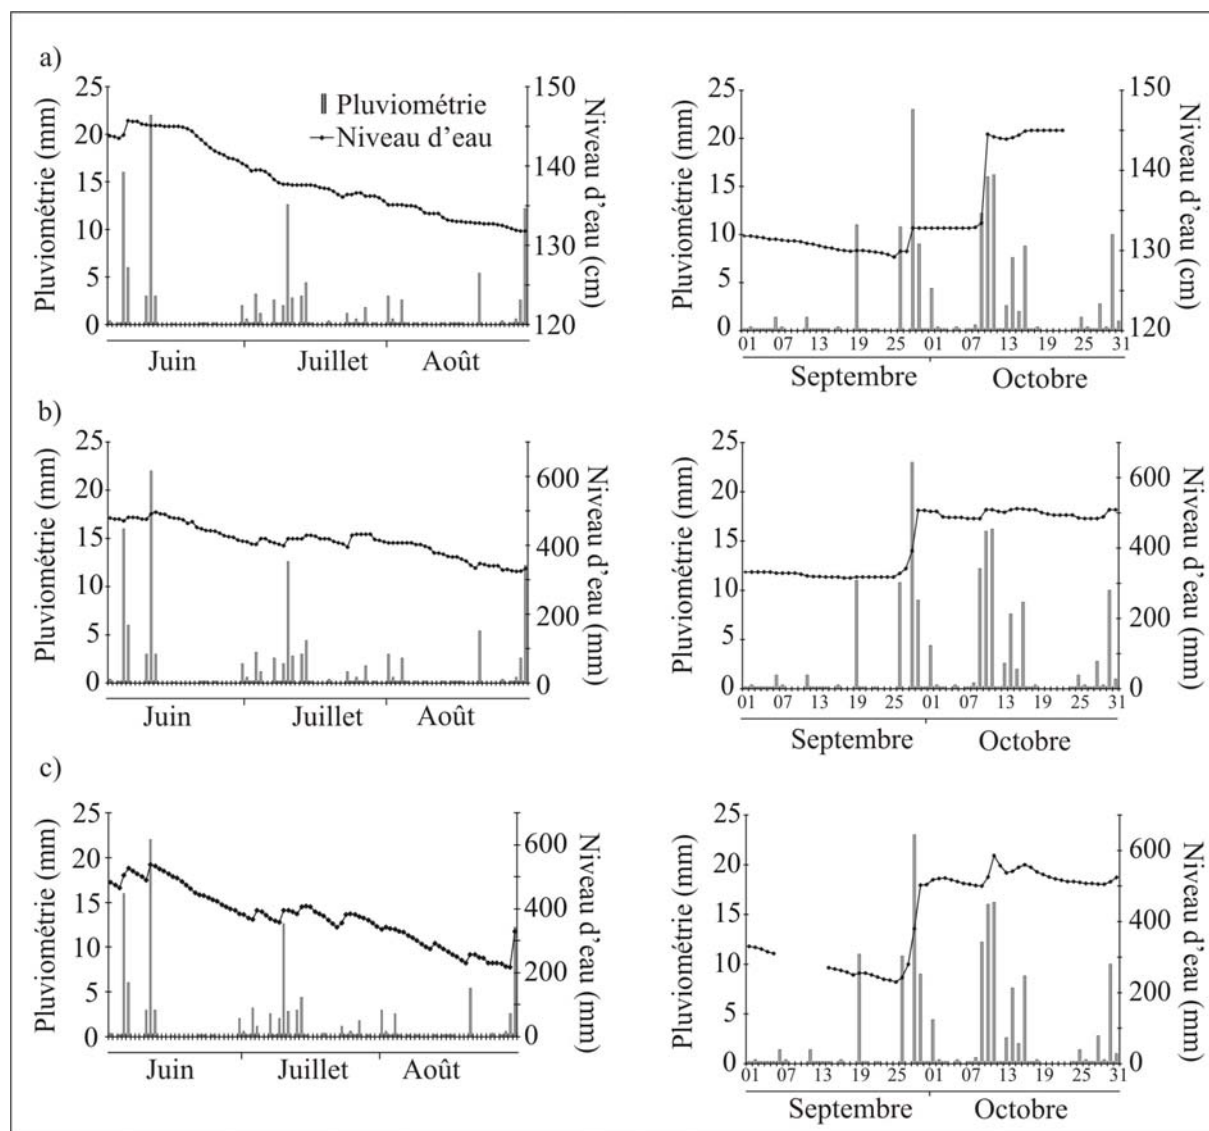 a)
Pluviométrie (mm)
25
20
15
10
5
0
Pluviométrie
Niveau d'eau
150
140
130
120
Niveau d'eau (cm)
Juin Juillet Août
Pluviométrie (mm)
25
20
15
10
5
0
150
140
130
120
Niveau d'eau (cm)
01 07 13 19 25 01 07 13 19 25 31
Septembre Octobre
b)
Pluviométrie (mm)
25
20
15
10
5
0
600
400
200
0
Niveau d'eau (mm)
Juin Juillet Août
Pluviométrie (mm)
25
20
15
10
5
0
600
400
200
0
Niveau d'eau (mm)
01 07 13 19 25 01 07 13 19 25 31
Septembre Octobre
c)
Pluviométrie (mm)
25
20
15
10
5
0
600
400
200
0
Niveau d'eau (mm)
Juin Juillet Août
Pluviométrie (mm)
25
20
15
10
5
0
600
400
200
0
Niveau d'eau (mm)
01 07 13 19 25 01 07 13 19 25 31
Septembre Octobre